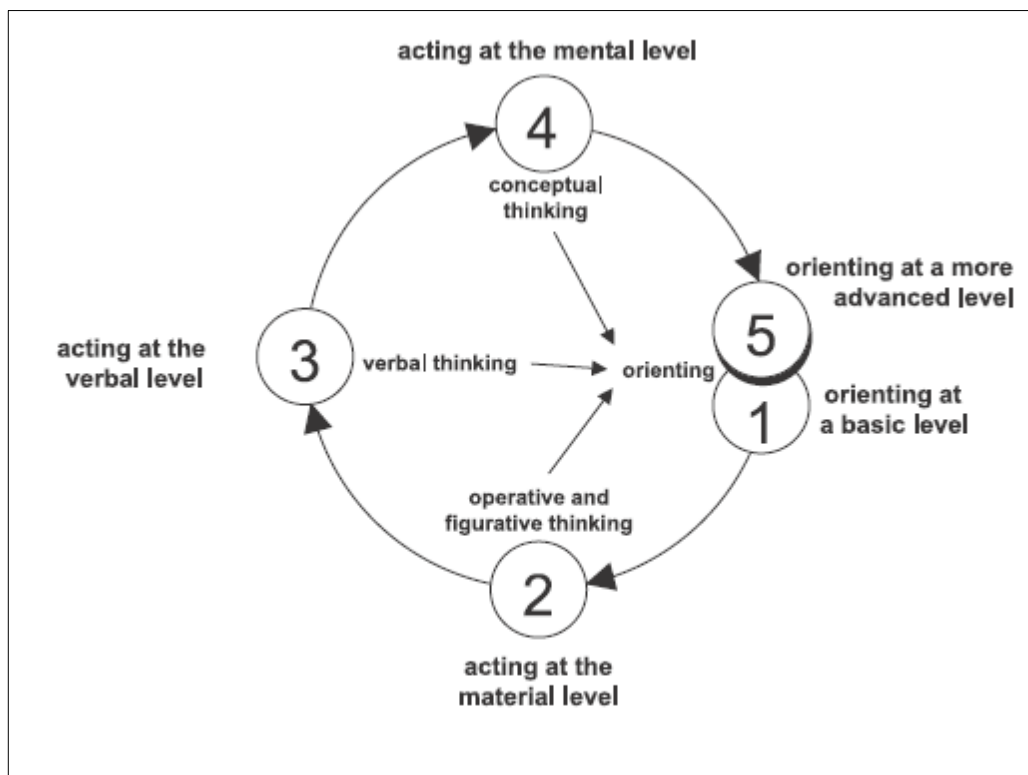 acting at the mental level
4
conceptual
thinking
orienting at a more
advanced level
5
acting at the
verbal level
3
verbal thinking
orienting
orienting at
a basic level
1
operative and
figurative thinking
2
acting at the
material level